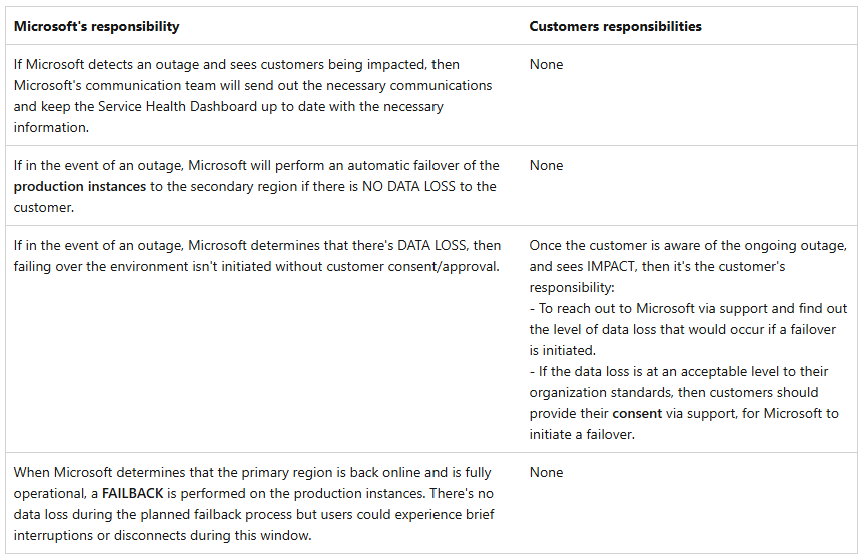 Microsoft's responsibility
Customers responsibilities
If Microsoft detects an outage and sees customers being impacted, then
Microsoft's communication team will send out the necessary communications
and keep the Service Health Dashboard up to date with the necessary
information.
None
If in the event of an outage, Microsoft will perform an automatic failover of the
production instances to the secondary region if there is NO DATA LOSS to the
customer.
None
If in the event of an outage, Microsoft determines that there's DATA LOSS, then
failing over the environment isn't initiated without customer consent/approval.
Once the customer is aware of the ongoing outage,
and sees IMPACT, then it's the customer's
responsibility:
- To reach out to Microsoft via support and find out
the level of data loss that would occur if a failover
is initiated.
- If the data loss is at an acceptable level to their
organization standards, then customers should
provide their consent via support, for Microsoft to
initiate a failover.
When Microsoft determines that the primary region is back online and is fully
operational, a FAILBACK is performed on the production instances. There's no
data loss during the planned failback process but users could experience brief
interruptions or disconnects during this window.
None